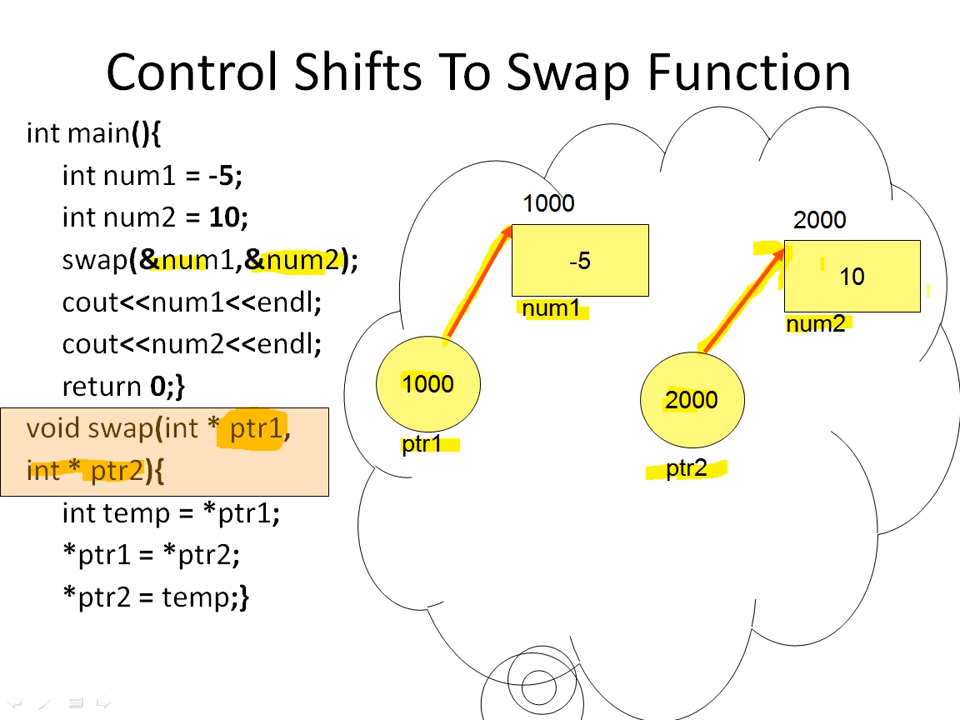 Control Shifts To Swap Function
int main(){
int num1 = -5;
int num2 = 10;
swap(&num1,&num2);
cout<<num1<<endl;
cout<<num2<<endl;
return 0;}
void swap(int * ptr1,
int * ptr2){
int temp = *ptr1;
*ptr1 = *ptr2;
*ptr2 = temp;}
1000
-5
num1
1000
ptr1
2000
10
num2
2000
ptr2